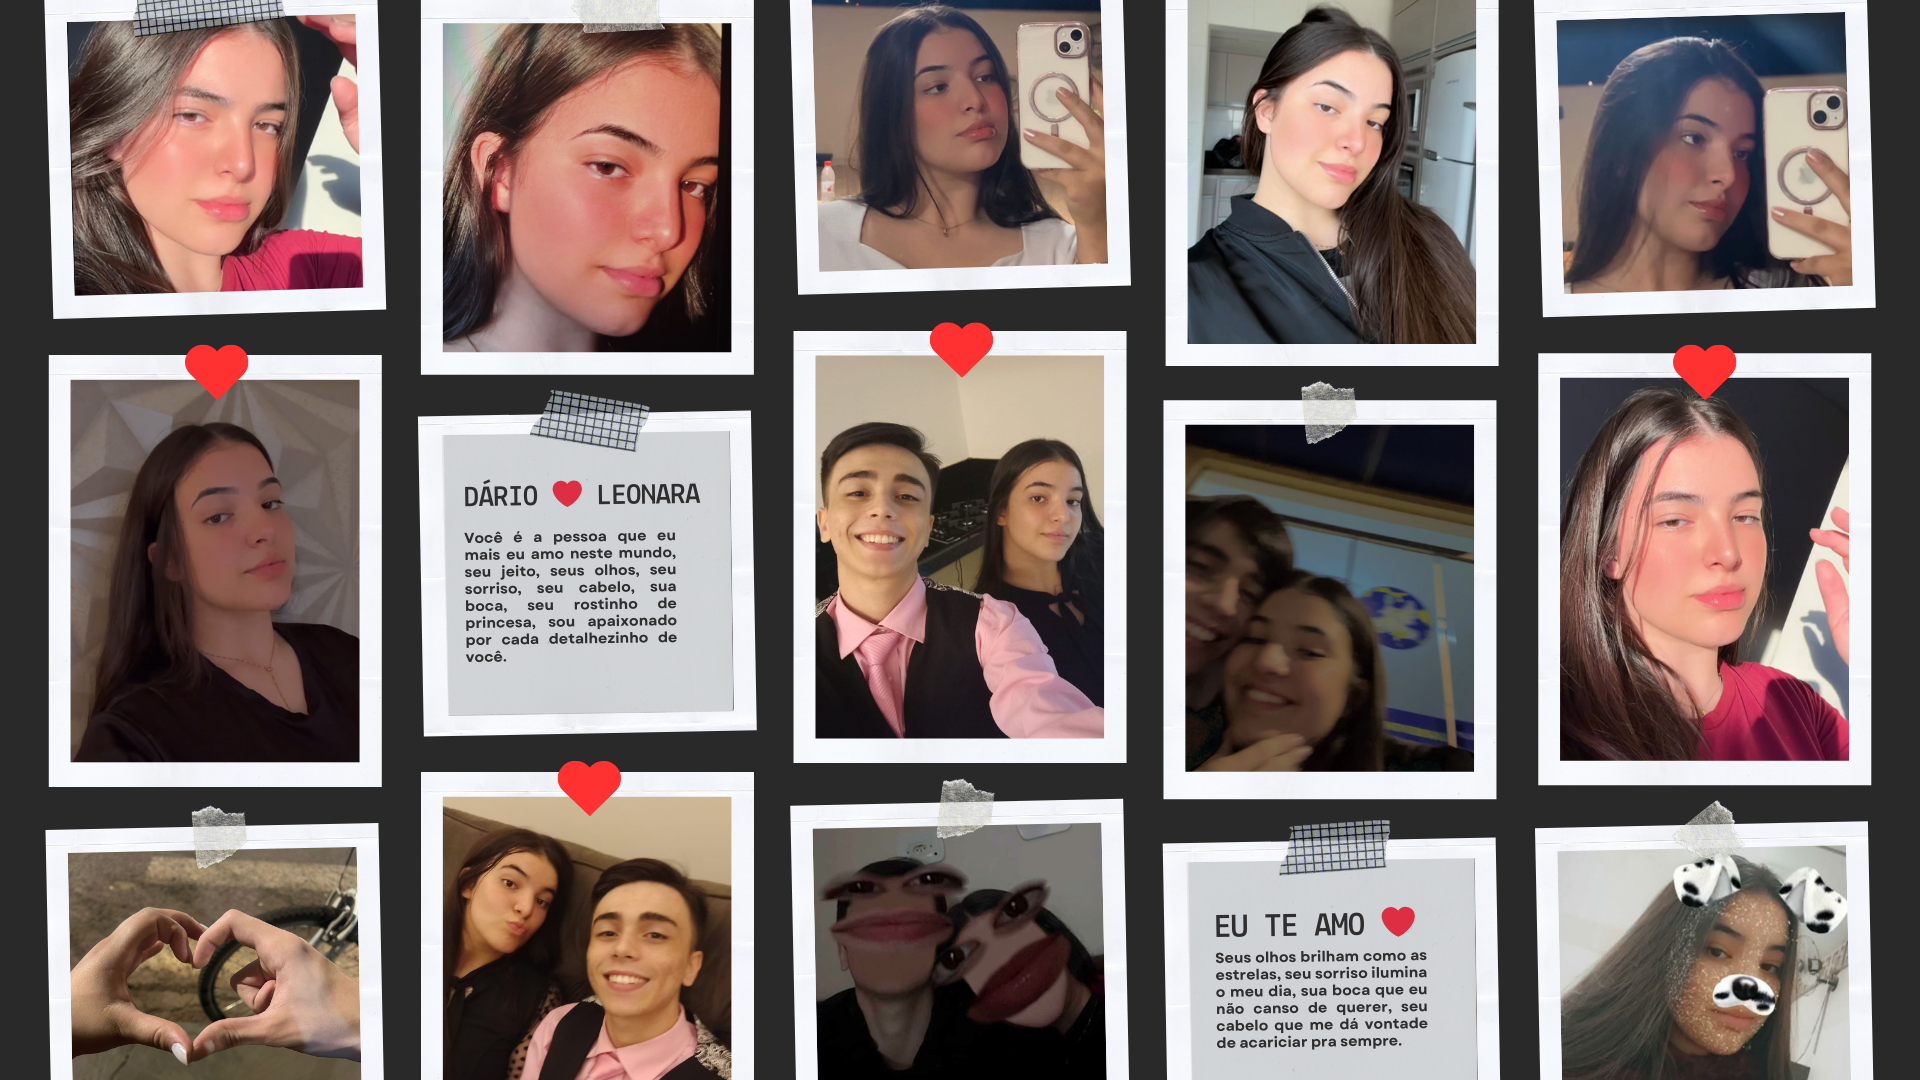 DÁRIO ❤ LEONARA
Você é a pessoa que eu
mais eu amo neste mundo,
seu jeito, seus olhos, seu
sorriso, seu cabelo, sua
boca, seu rostinho de
princesa, sou apaixonado
por cada detalhezinho de
você.
EU TE AMO ❤
Seus olhos brilham como as
estrelas, seu sorriso ilumina
o meu dia, sua boca que eu
não canso de querer, seu
cabelo que me dá vontade
de acariciar pra sempre.